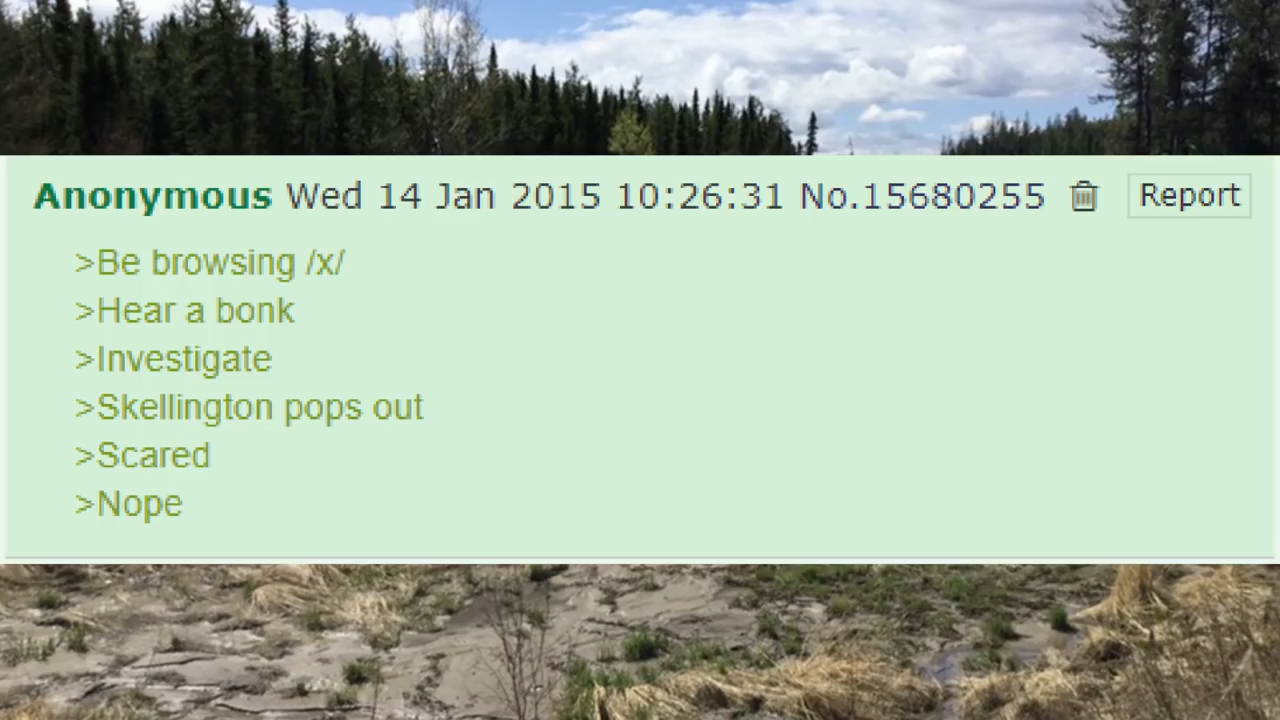 Anonymous Wed 14 Jan 2015 10:26:31 No.15680255 Report
>Be browsing /x/
>Hear a bonk
>Investigate
>Skellington pops out
>Scared
>Nope